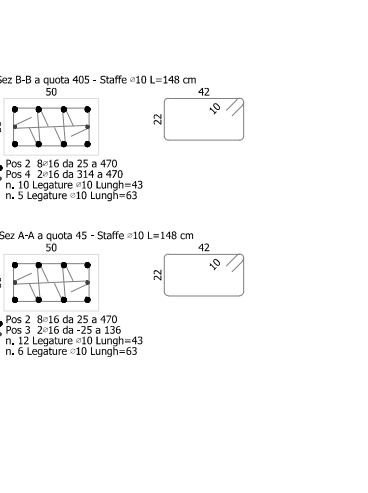 Sez B-B a quota 405 - Staffe ⌀10 L=148 cm
50
42
22
10
Pos 2 8⌀16 da 25 a 470
Pos 4 2⌀16 da 314 a 470
n. 10 Legature ⌀10 Lungh=43
n. 5 Legature ⌀10 Lungh=63
Sez A-A a quota 45 - Staffe ⌀10 L=148 cm
50
42
22
10
Pos 2 8⌀16 da 25 a 470
Pos 3 2⌀16 da -25 a 136
n. 12 Legature ⌀10 Lungh=43
n. 6 Legature ⌀10 Lungh=63